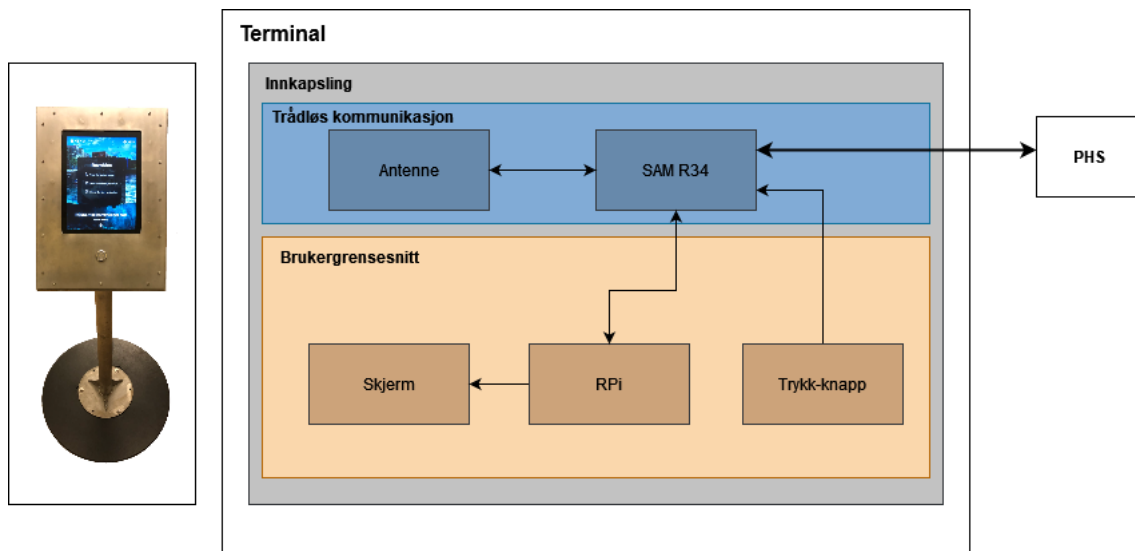 Terminal
Innkapsling
Trådløs kommunikasjon
Antenne
SAM R34
PHS
Brukergrensesnitt
Skjerm
RPi
Trykk-knapp